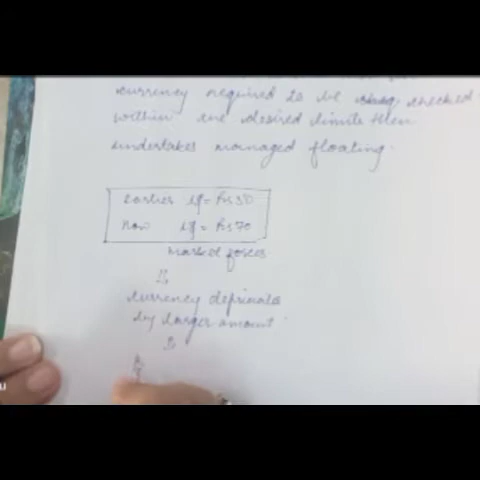 currency required to be checked
within the desired limits then
undertakes managed floating.
Earlier 1$ = Rs 50
Now 1$ = Rs 70
market forces
currency depriciates
by larger amount